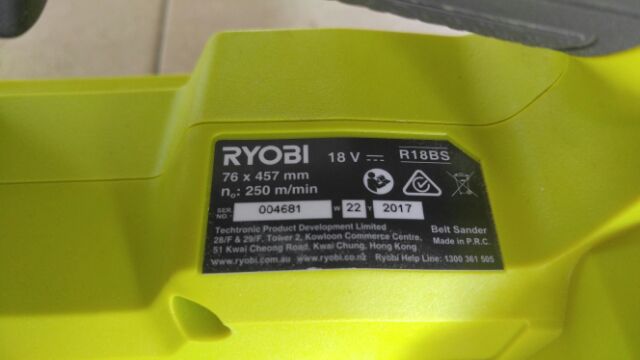 RYOBI 18 V R18BS
76 x 457 mm
n₀: 250 m/min
SER. NO. 004681 W 22 Y 2017
Techtronic Product Development Limited
28/F & 29/F, Tower 2, Kowloon Commerce Centre,
51 Kwai Cheong Road, Kwai Chung, Hong Kong
Belt Sander
Made in P.R.C.
www.ryobi.com.au www.ryobi.co.nz Ryobi Help Line: 1300 361 505